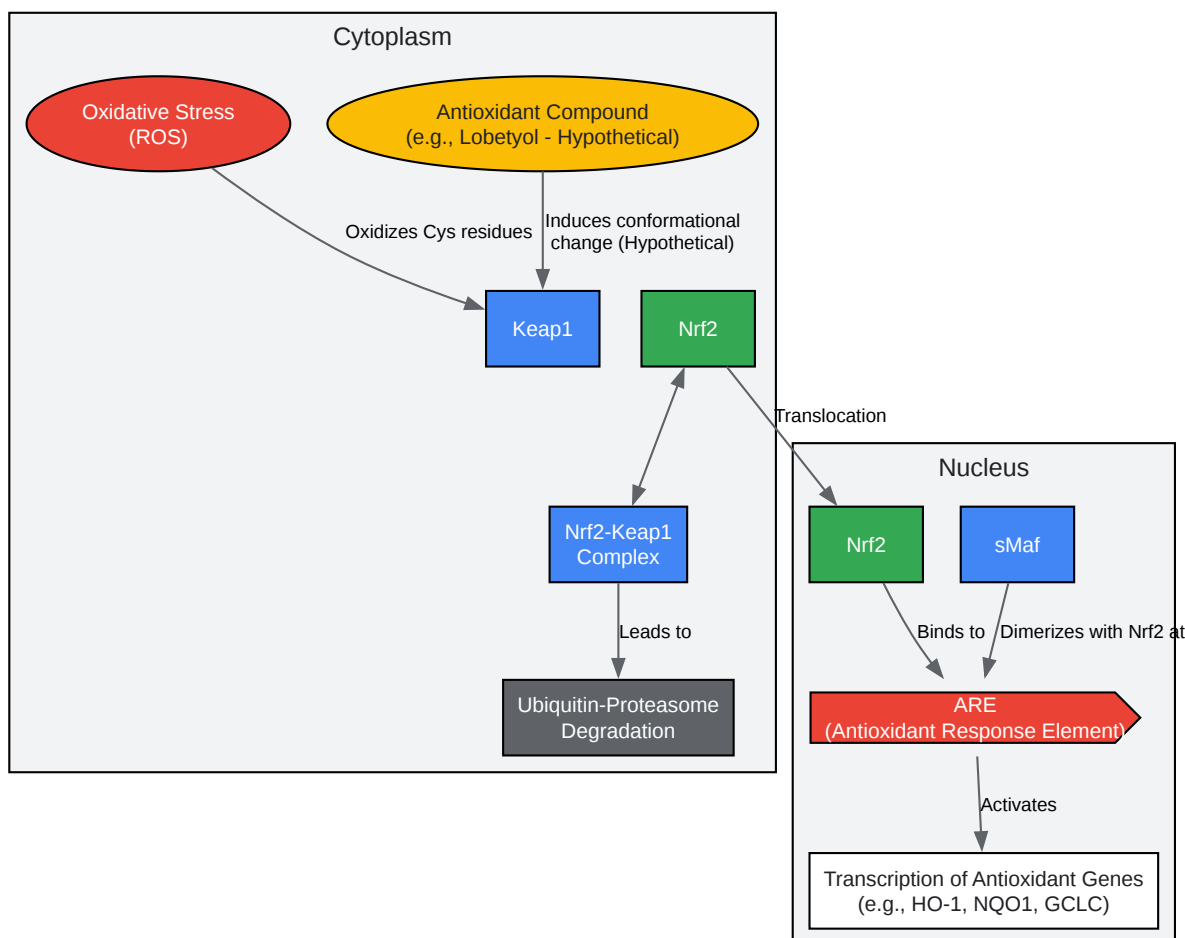 Cytoplasm
Oxidative Stress
(ROS)
Antioxidant Compound
(e.g., Lobetyol - Hypothetical)
Oxidizes Cys residues
Induces conformational
change (Hypothetical)
Keap1
Nrf2
Translocation
Nucleus
Nrf2-Keap1
Complex
Nrf2
sMaf
Leads to
Binds to
Dimerizes with Nrf2 at
Ubiquitin-Proteasome
Degradation
ARE
(Antioxidant Response Element)
Activates
Transcription of Antioxidant Genes
(e.g., HO-1, NQO1, GCLC)